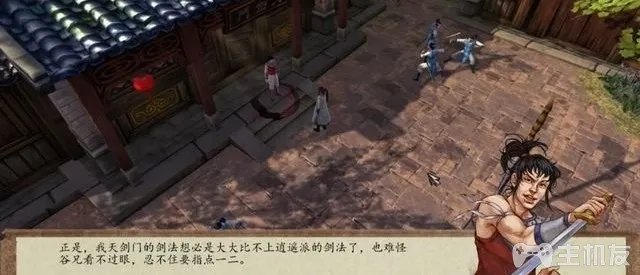 正是，我天剑门的剑法想必是大大比不上逍遥派的剑法了，也难怪
谷兄看不过眼，忍不住要指点一二。
主机友